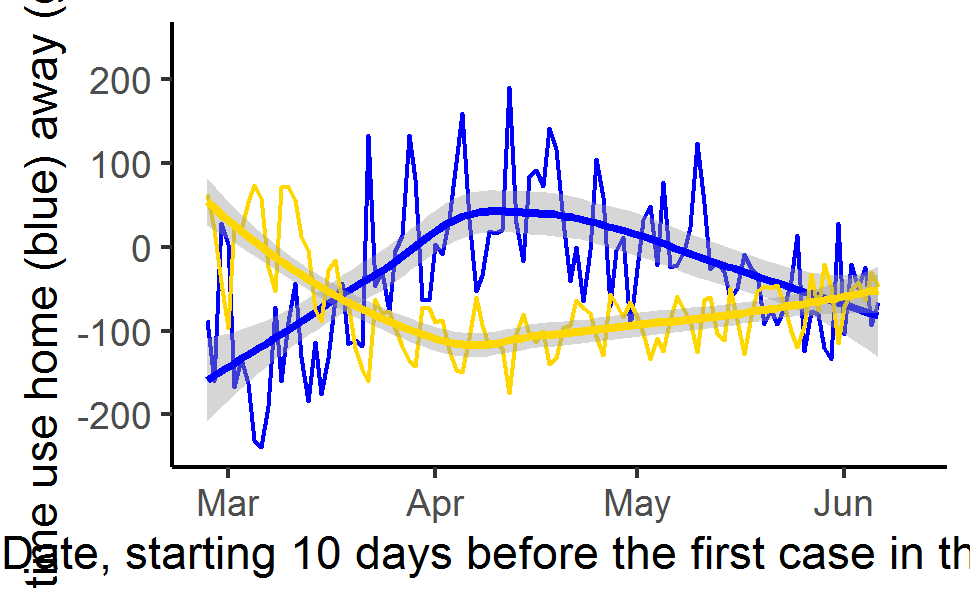 time use home (blue) away (
200
100
0
-100
-200
Mar Apr May Jun
Date, starting 10 days before the first case in th